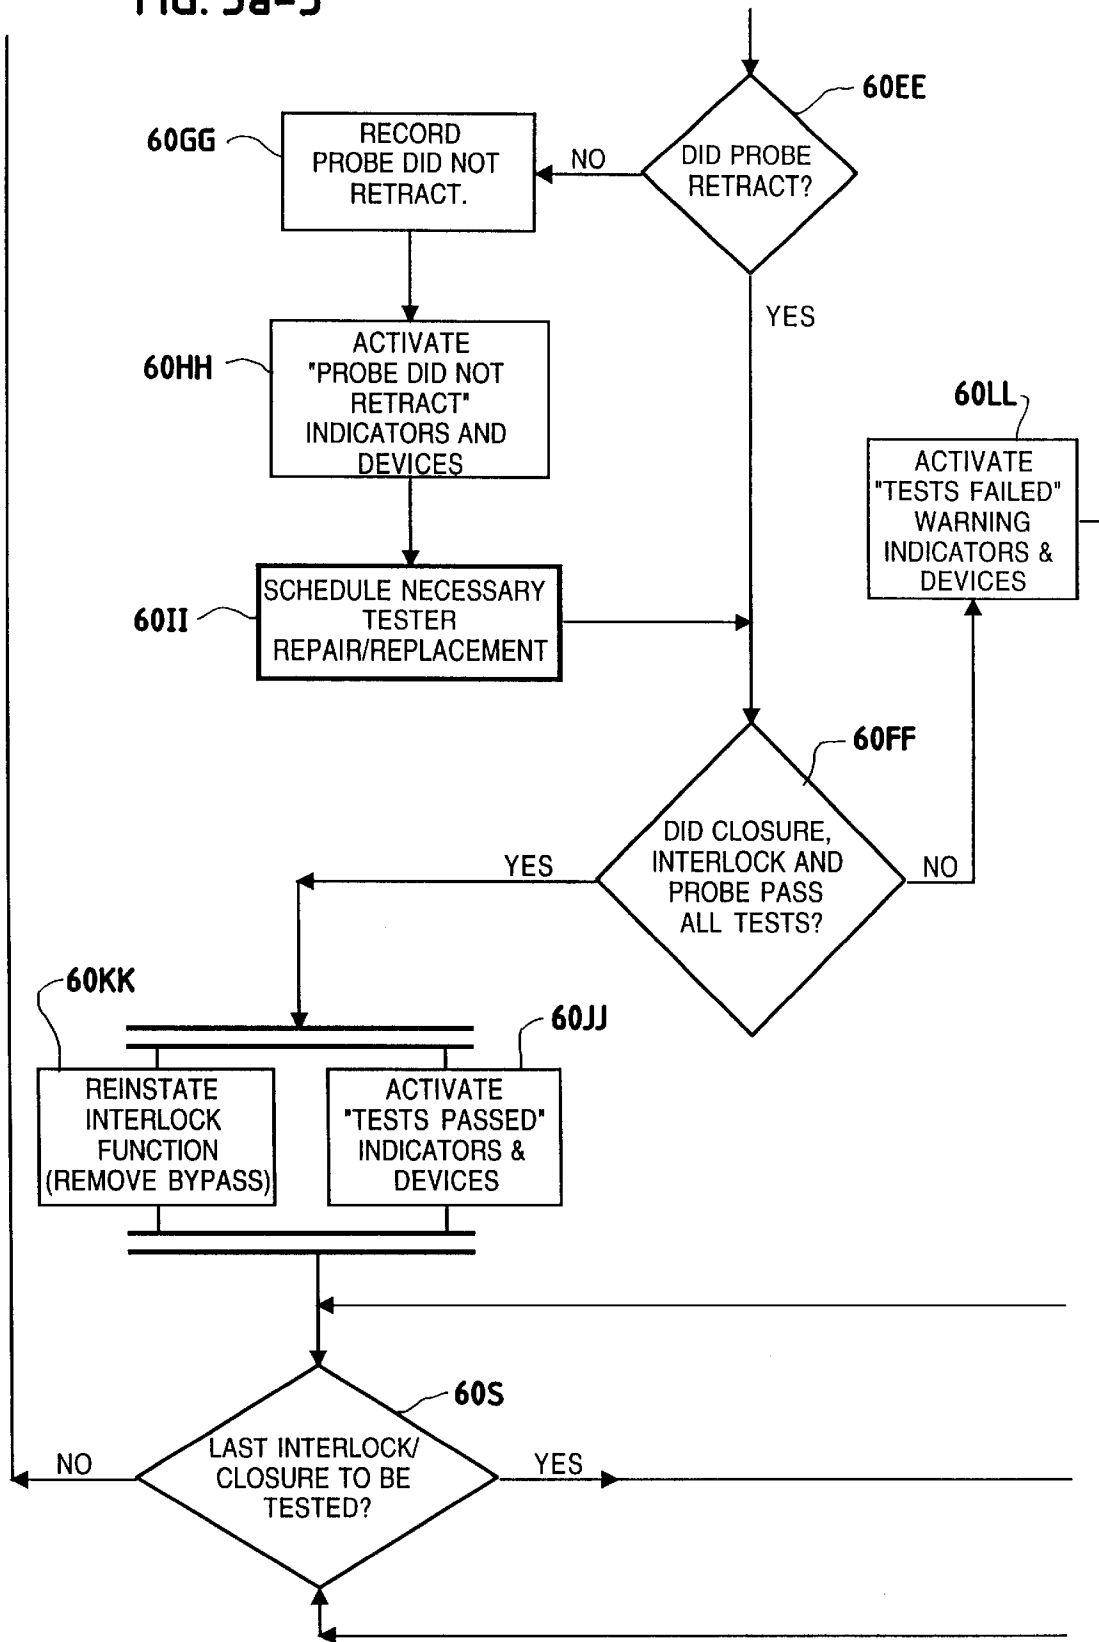 60EE
DID PROBE
RETRACT?
NO
60GG
RECORD
PROBE DID NOT
RETRACT.
YES
60HH
ACTIVATE
"PROBE DID NOT
RETRACT"
INDICATORS AND
DEVICES
60LL
ACTIVATE
"TESTS FAILED"
WARNING
INDICATORS &
DEVICES
60II
SCHEDULE NECESSARY
TESTER
REPAIR/REPLACEMENT
60FF
DID CLOSURE,
INTERLOCK AND
PROBE PASS
ALL TESTS?
YES
NO
60KK
REINSTATE
INTERLOCK
FUNCTION
(REMOVE BYPASS)
60JJ
ACTIVATE
"TESTS PASSED"
INDICATORS &
DEVICES
60S
LAST INTERLOCK/
CLOSURE TO BE
TESTED?
NO
YES